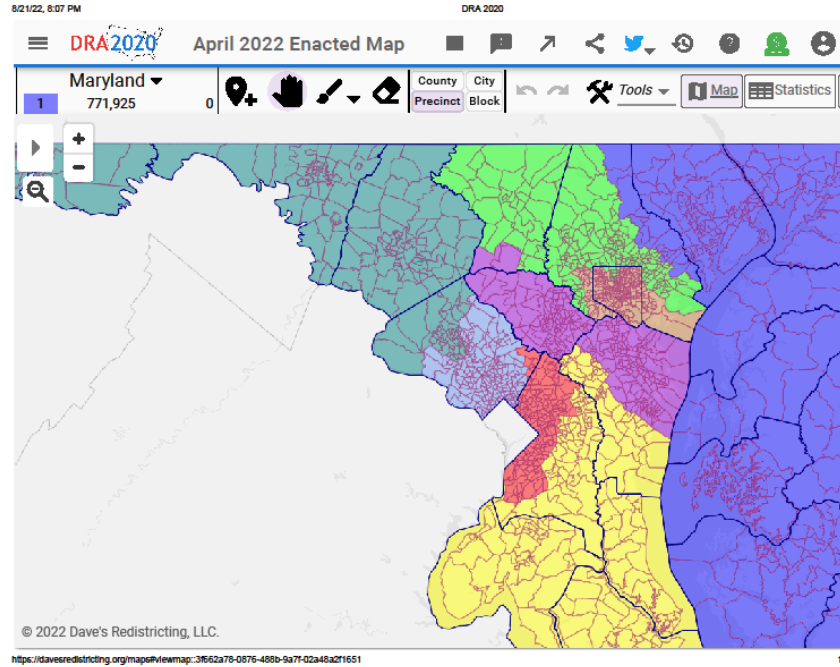 8/21/22, 8:07 PM DRA 2020
DRA2020 April 2022 Enacted Map
Maryland
1 771,925 0
County City
Precinct Block
Tools Map Statistics
+
-
© 2022 Dave's Redistricting, LLC.
https://davesredistricting.org/maps#viewmap::3f662a78-0876-488b-9a7f-02a48a2f1651